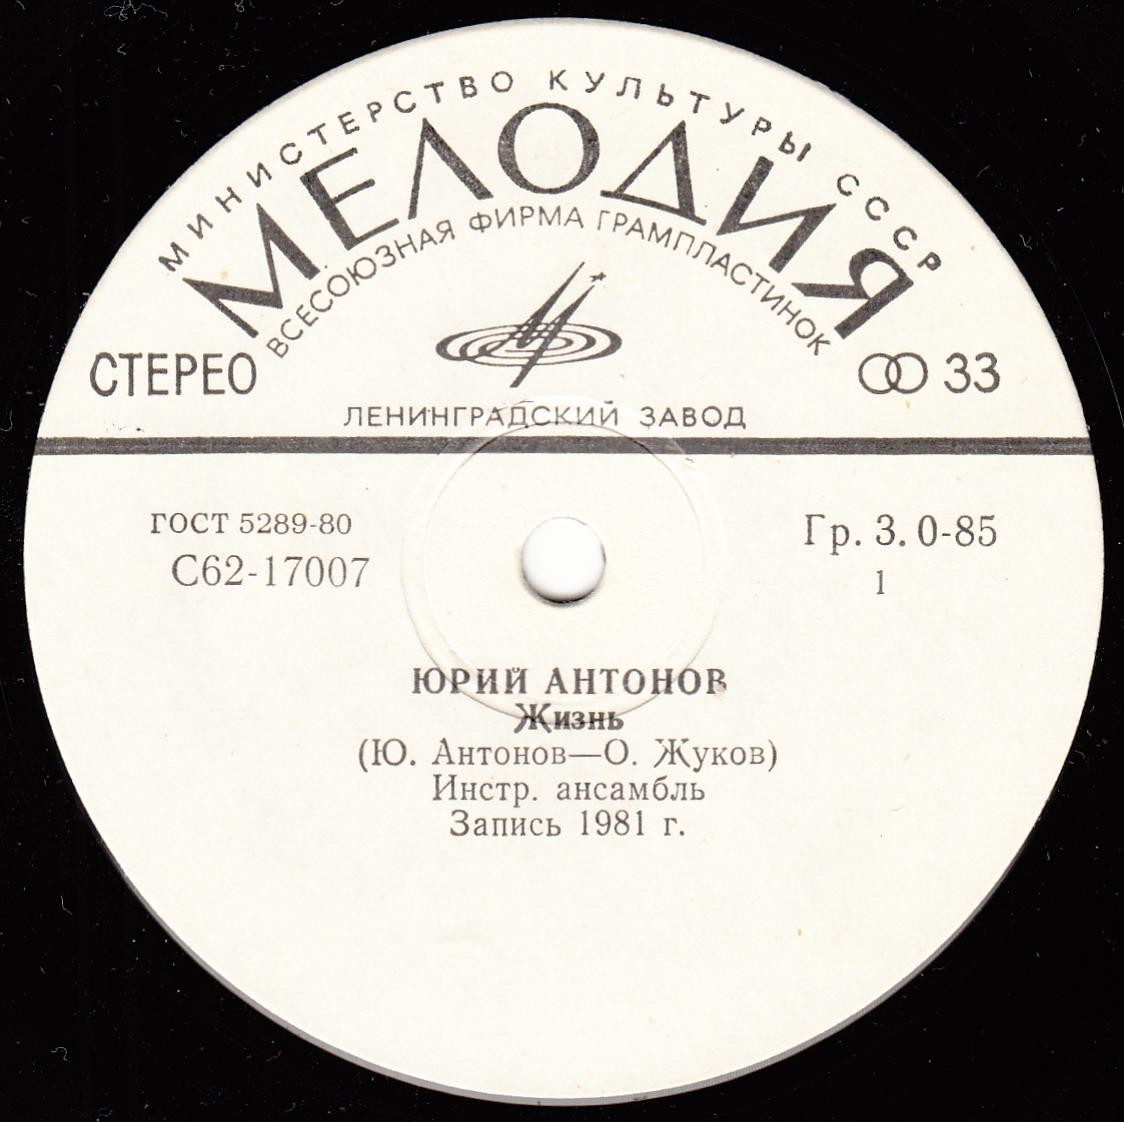 МИНИСТЕРСТВО КУЛЬТУРЫ СССР
МЕЛОДИЯ
ВСЕСОЮЗНАЯ ФИРМА ГРАМПЛАСТИНОК
СТЕРЕО
33
ЛЕНИНГРАДСКИЙ ЗАВОД
ГОСТ 5289-80
С62-17007
Гр. 3. 0-85
1
ЮРИЙ АНТОНОВ
Жизнь
(Ю. Антонов—О. Жуков)
Инстр. ансамбль
Запись 1981 г.